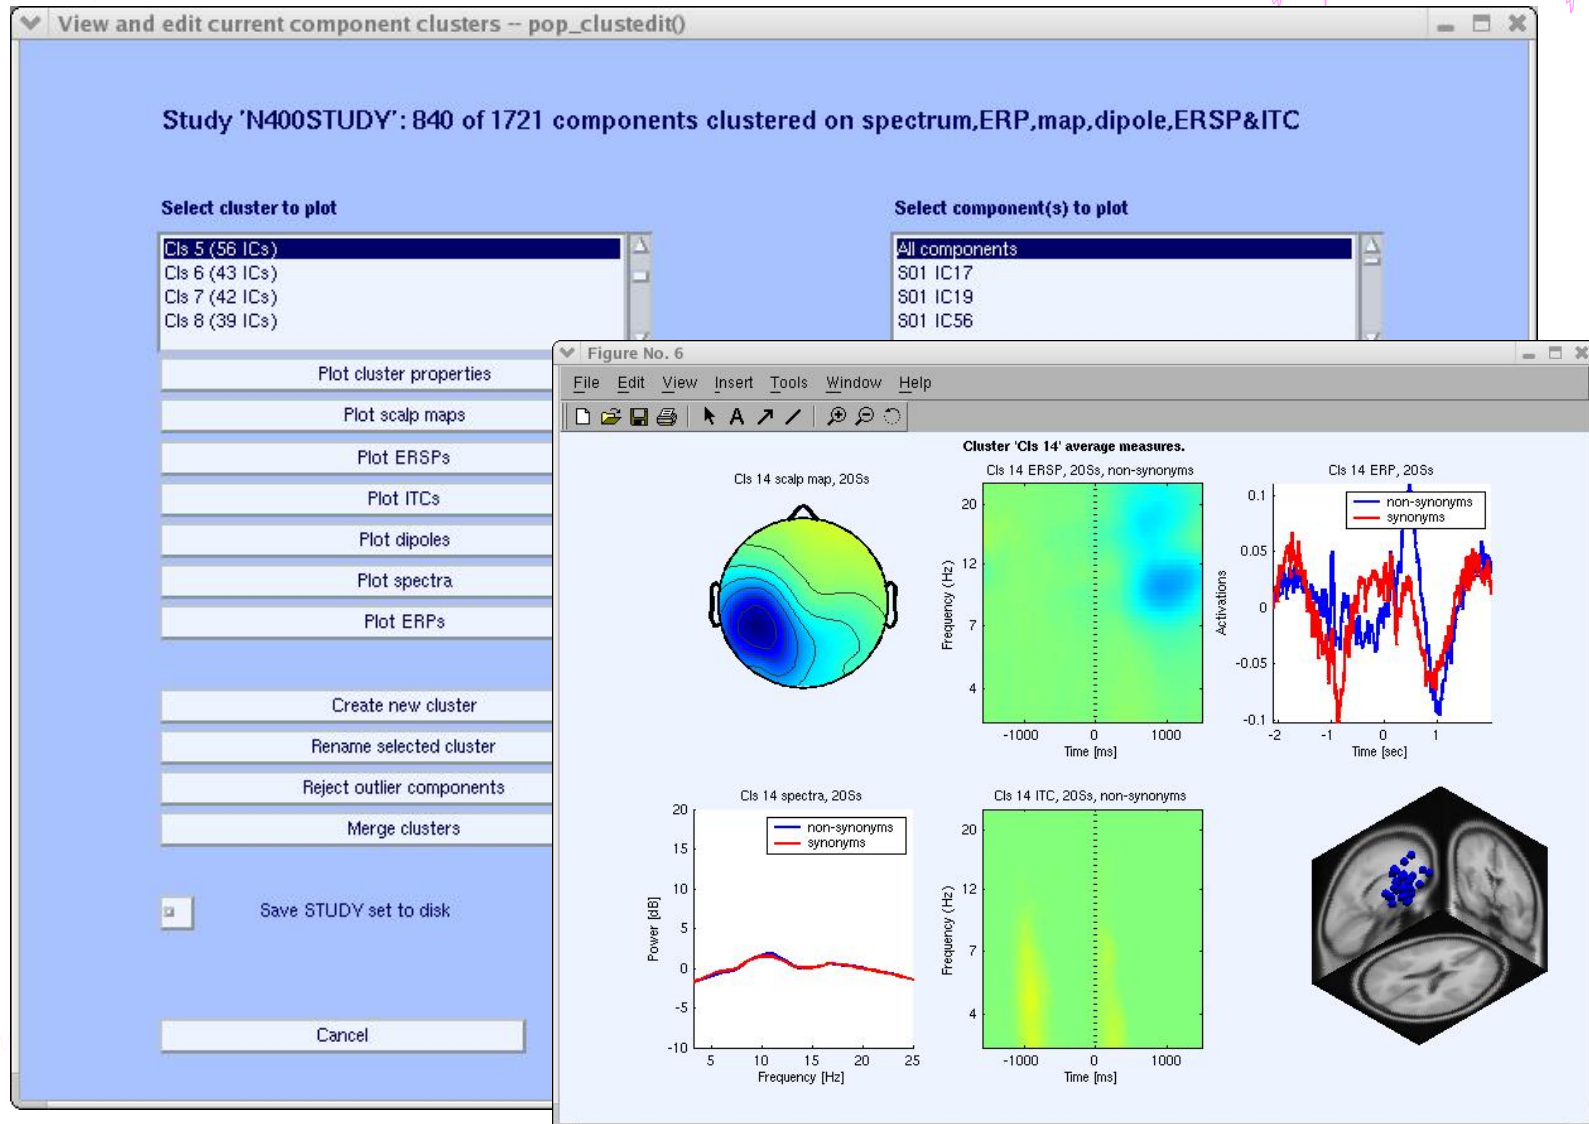 View and edit current component clusters -- pop_clustedit()
Study 'N400STUDY': 840 of 1721 components clustered on spectrum,ERP,map,dipole,ERSP&ITC
Select cluster to plot
Select component(s) to plot
Cls 5 (56 ICs)
Cls 6 (43 ICs)
Cls 7 (42 ICs)
Cls 8 (39 ICs)
All components
S01 IC17
S01 IC19
S01 IC56
Plot cluster properties
Plot scalp maps
Plot ERSPs
Plot ITCs
Plot dipoles
Plot spectra
Plot ERPs
Create new cluster
Rename selected cluster
Reject outlier components
Merge clusters
Save STUDY set to disk
Cancel
Figure No. 6
File Edit View Insert Tools Window Help
A
Cluster 'Cls 14' average measures.
Cls 14 scalp map, 20Ss
Cls 14 ERSP, 20Ss, non-synonyms
20
12
7
4
Frequency (Hz)
-1000 0 1000
Time [ms]
Cls 14 ERP, 20Ss
non-synonyms
synonyms
0.1
0.05
0
-0.05
-0.1
Activations
-2 -1 0 1
Time [sec]
Cls 14 spectra, 20Ss
non-synonyms
synonyms
20
15
10
5
0
-5
-10
Power [dB]
5 10 15 20 25
Frequency [Hz]
Cls 14 ITC, 20Ss, non-synonyms
20
12
7
4
Frequency (Hz)
-1000 0 1000
Time [ms]